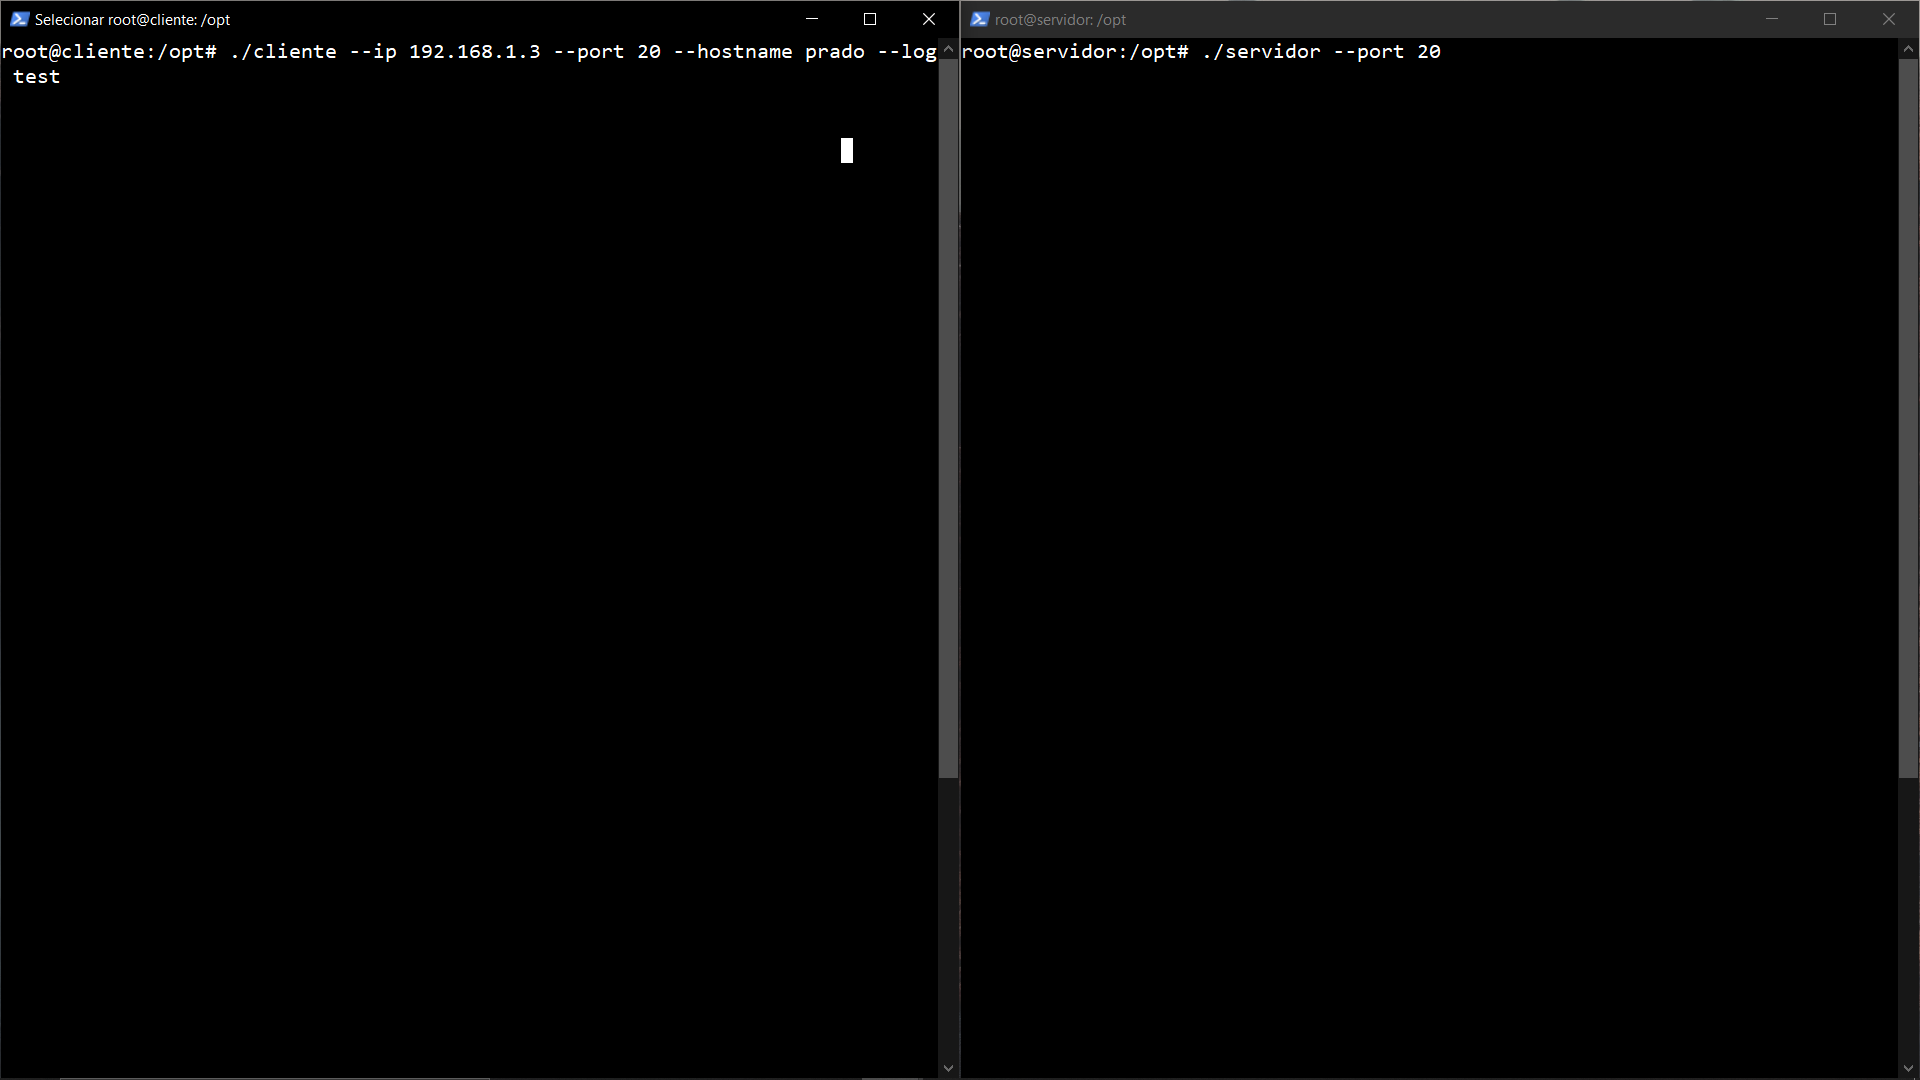 Selecionar root@cliente: /opt
root@cliente:/opt# ./cliente --ip 192.168.1.3 --port 20 --hostname prado --log
test
root@servidor: /opt
root@servidor:/opt# ./servidor --port 20